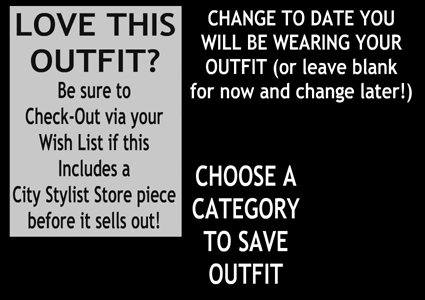 LOVE THIS
OUTFIT?
Be sure to
Check-Out via your
Wish List if this
Includes a
City Stylist Store piece
before it sells out!
CHANGE TO DATE YOU
WILL BE WEARING YOUR
OUTFIT (or leave blank
for now and change later!)
CHOOSE A
CATEGORY
TO SAVE
OUTFIT